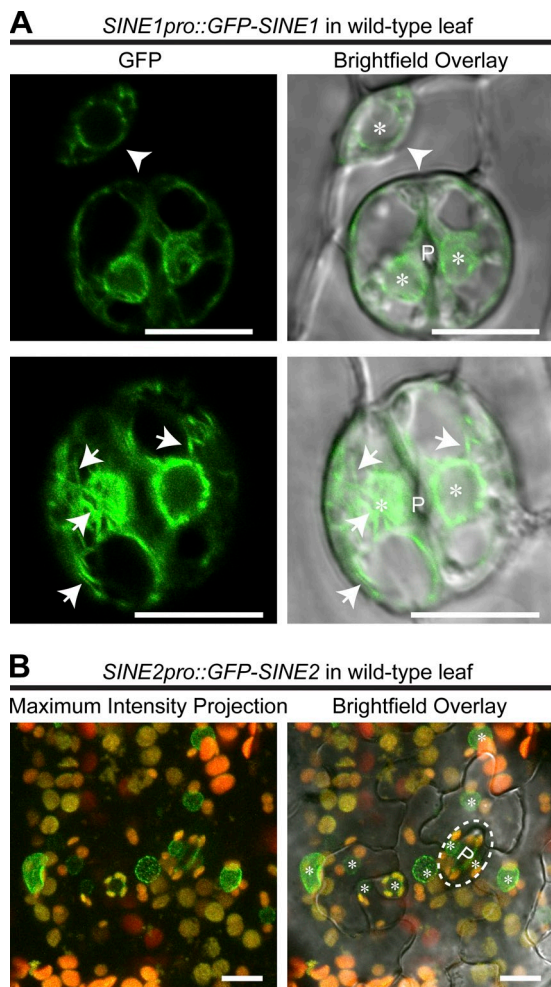 A
SINE1pro::GFP-SINE1 in wild-type leaf
GFP
Brightfield Overlay
*
P
*
*
P
*
*
B
SINE2pro::GFP-SINE2 in wild-type leaf
Maximum Intensity Projection
Brightfield Overlay
*
*
*
P
*
*
*
*
*
*